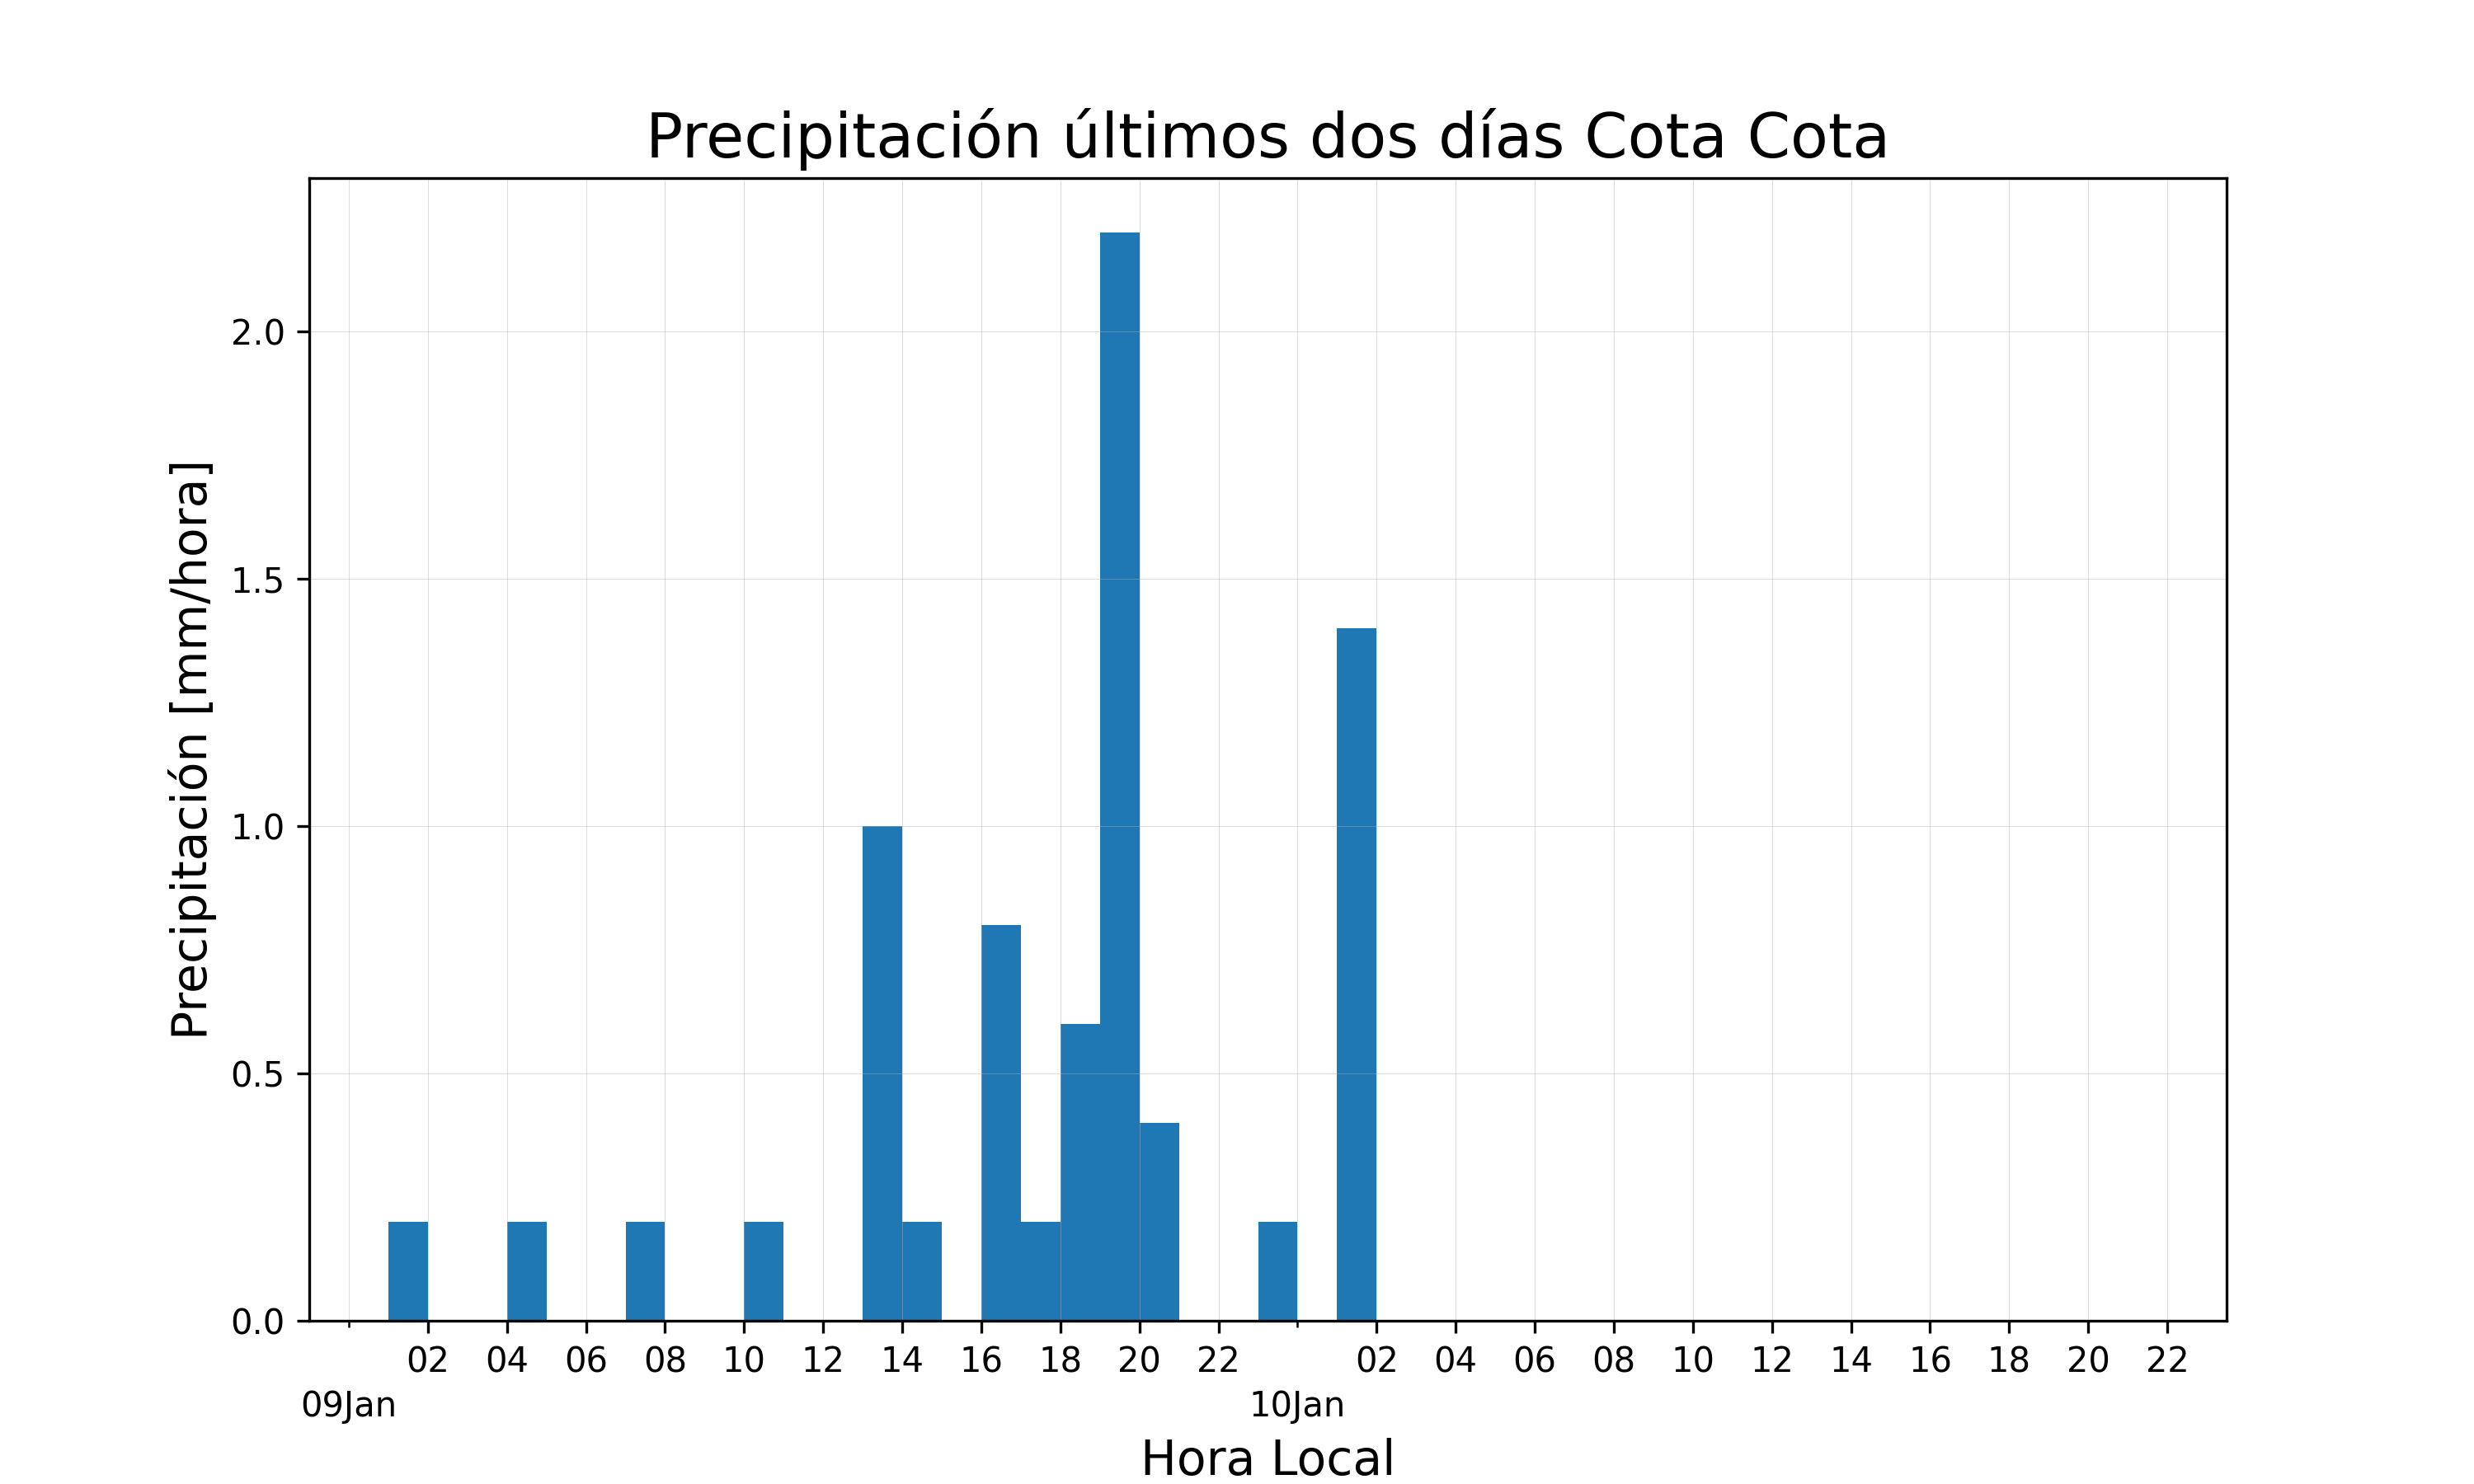 Precipitación últimos dos días Cota Cota
Precipitación [mm/hora]
2.0
1.5
1.0
0.5
0.0
02 04 06 08 10 12 14 16 18 20 22 02 04 06 08 10 12 14 16 18 20 22
09Jan 10Jan
Hora Local